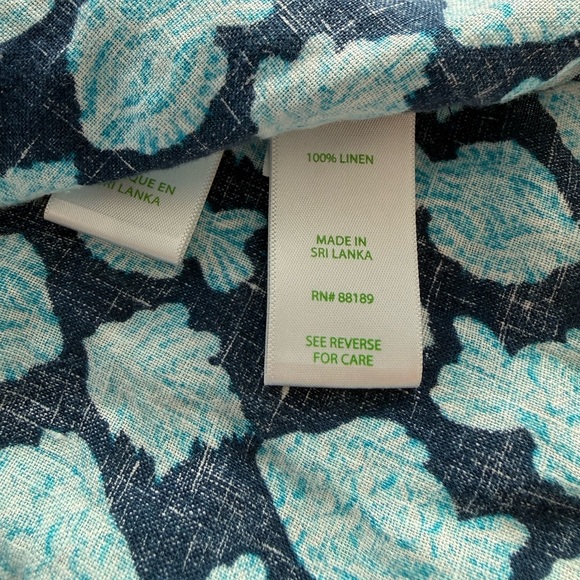 QUE EN
SRI LANKA
100% LINEN
MADE IN
SRI LANKA
RN# 88189
SEE REVERSE
FOR CARE